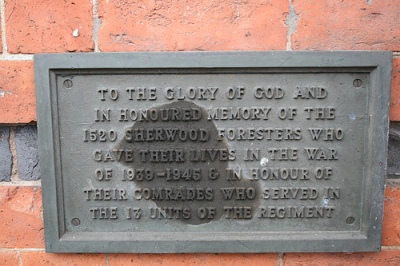 TO THE GLORY OF GOD AND
IN HONOURED MEMORY OF THE
1520 SHERWOOD FORESTERS WHO
GAVE THEIR LIVES IN THE WAR
OF 1939-1945 & IN HONOUR OF
THEIR COMRADES WHO SERVED IN
THE 13 UNITS OF THE REGIMENT